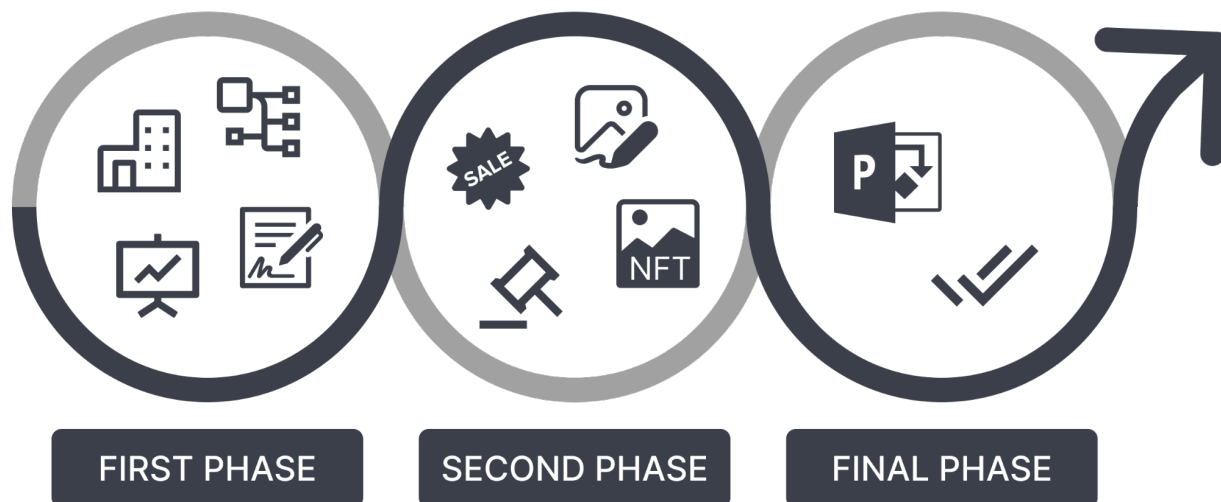 SALE
NFT
P
FIRST PHASE
SECOND PHASE
FINAL PHASE